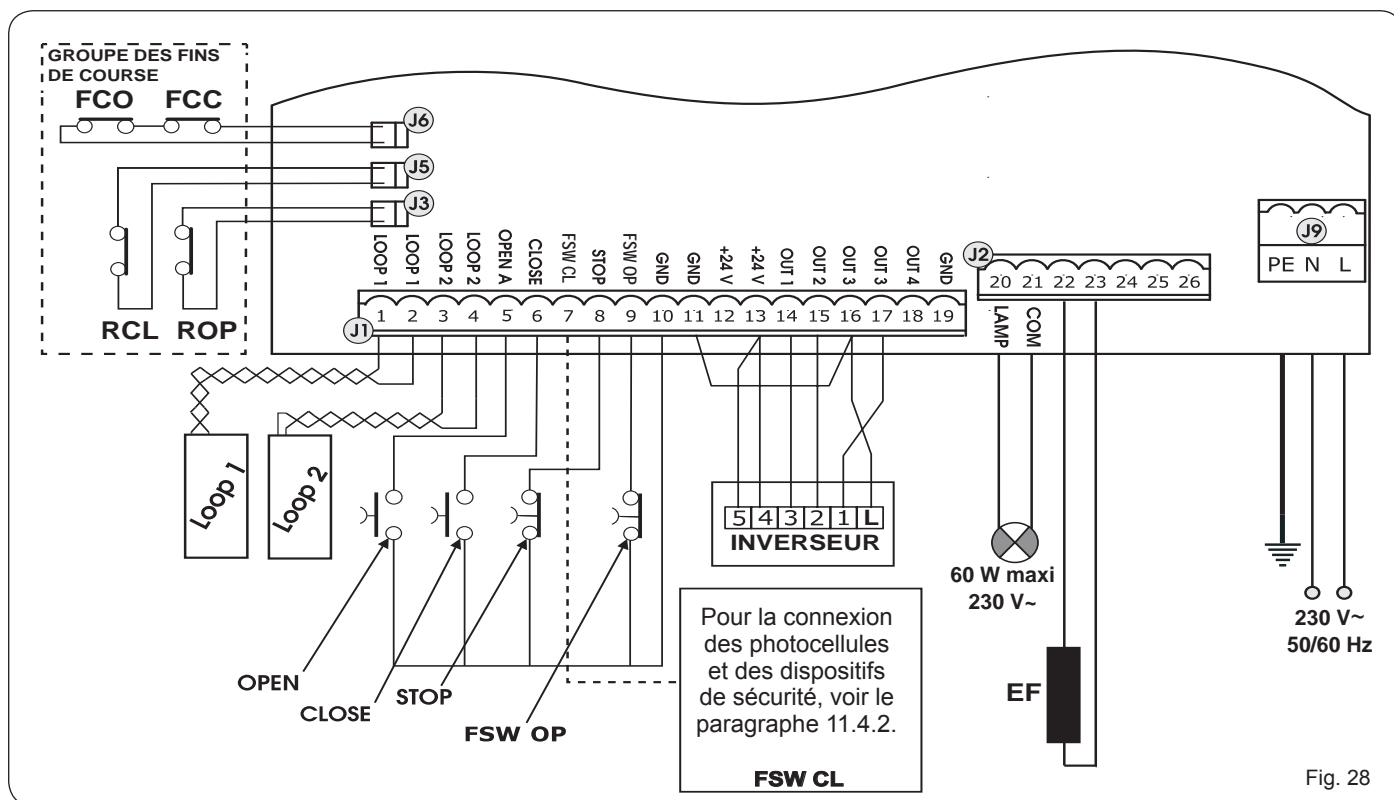 GROUPE DES FINS
DE COURSE
FCO FCC
J6
J5
J3
RCL ROP
LOOP 1
LOOP 1
LOOP 2
LOOP 2
OPEN A
CLOSE
FSW CL
STOP
FSW OP
GND
GND
+24 V
+24 V
OUT 1
OUT 2
OUT 3
OUT 3
OUT 4
GND
J1
1 2 3 4 5 6 7 8 9 10 11 12 13 14 15 16 17 18 19
J2
20 21 22 23 24 25 26
LAMP
COM
J9
PE N L
Loop 1
Loop 2
5 4 3 2 1 L
INVERSEUR
60 W maxi
230 V~
230 V~
50/60 Hz
EF
OPEN
CLOSE
STOP
FSW OP
Pour la connexion
des photocellules
et des dispositifs
de sécurité, voir le
paragraphe 11.4.2.
FSW CL
Fig. 28